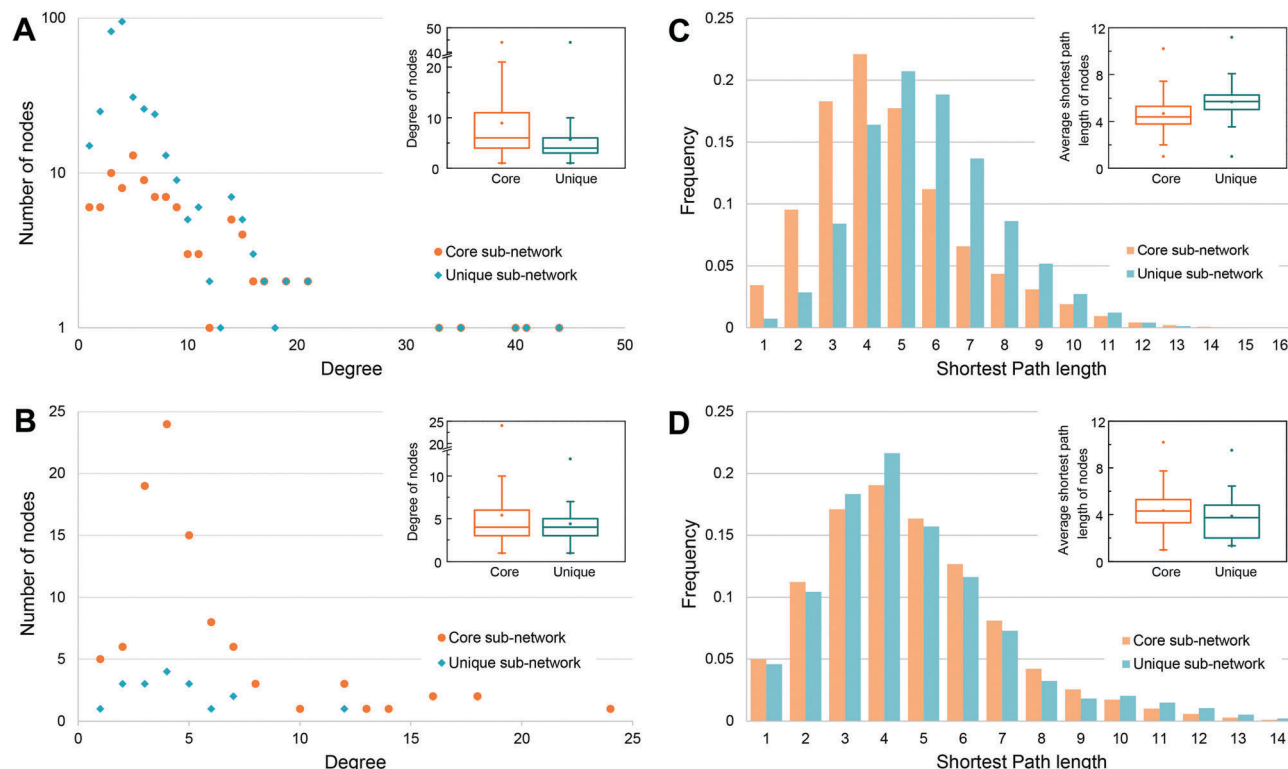 A
Number of nodes
100
10
1
0
10
20
30
40
50
Degree
Core sub-network
Unique sub-network
Degree of nodes
50
40
20
10
0
Core
Unique
C
Frequency
0.25
0.2
0.15
0.1
0.05
0
1 2 3 4 5 6 7 8 9 10 11 12 13 14 15 16
Shortest Path length
Core sub-network
Unique sub-network
Average shortest path
length of nodes
12
8
4
0
Core
Unique
B
Number of nodes
25
20
15
10
5
0
0 5 10 15 20 25
Degree
Core sub-network
Unique sub-network
Degree of nodes
25
20
10
5
0
Core
Unique
D
Frequency
0.25
0.2
0.15
0.1
0.05
0
1 2 3 4 5 6 7 8 9 10 11 12 13 14
Shortest Path length
Core sub-network
Unique sub-network
Average shortest path
length of nodes
12
8
4
0
Core
Unique